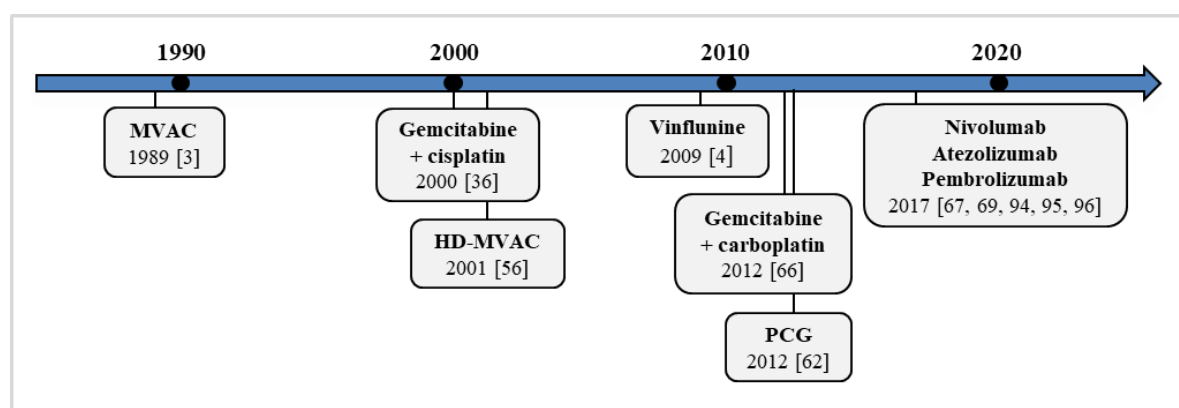 1990
2000
2010
2020
MVAC
1989 [3]
Gemcitabine
+ cisplatin
2000 [36]
HD-MVAC
2001 [56]
Vinflunine
2009 [4]
Gemcitabine
+ carboplatin
2012 [66]
PCG
2012 [62]
Nivolumab
Atezolizumab
Pembrolizumab
2017 [67, 69, 94, 95, 96]